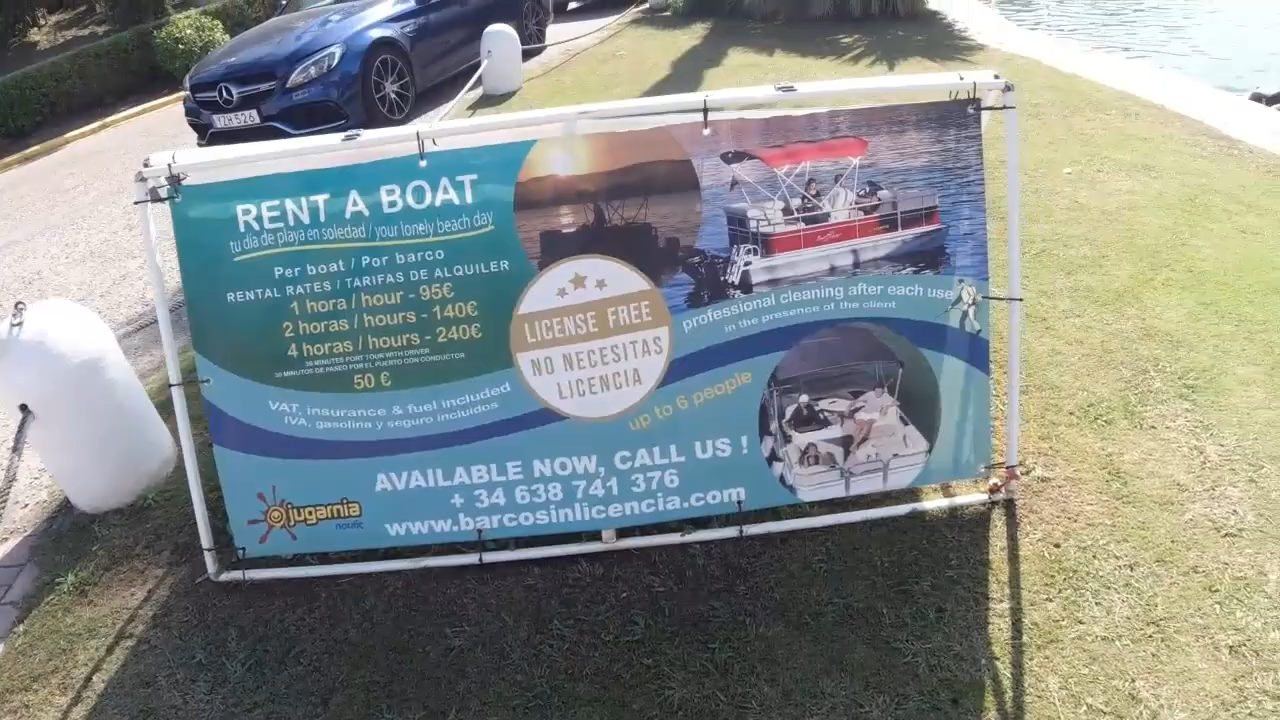 RENT A BOAT
tu día de playa en soledad / your lonely beach day
Per boat / Por barco
RENTAL RATES / TARIFAS DE ALQUILER
1 hora / hour - 95€
2 horas / hours - 140€
4 horas / hours - 240€
30 MINUTES PORT TOUR WITH DRIVER
30 MINUTOS DE PASEO POR EL PUERTO CON CONDUCTOR
50 €
VAT, insurance & fuel included
IVA, gasolina y seguro incluidos
LICENSE FREE
NO NECESITAS
LICENCIA
professional cleaning after each use
in the presence of the client
up to 6 people
AVAILABLE NOW, CALL US !
+ 34 638 741 376
www.barcosinlicencia.com
jugarnia
nautic
YZH 526